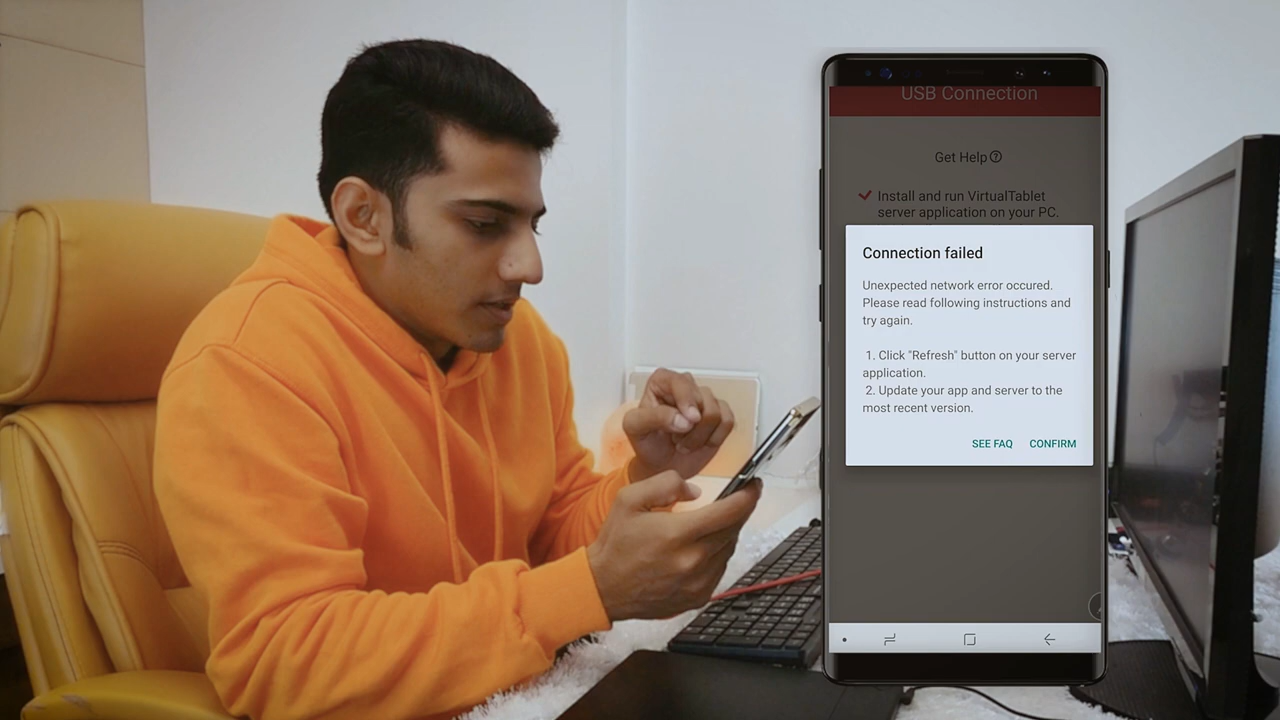 USB Connection
Get Help
Install and run VirtualTablet
server application on your PC.
Connection failed
Unexpected network error occured.
Please read following instructions and
try again.
1. Click "Refresh" button on your server
application.
2. Update your app and server to the
most recent version.
SEE FAQ CONFIRM